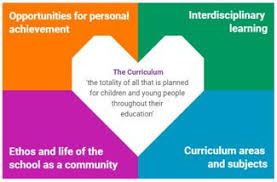 Opportunities for personal
achievement
Interdisciplinary
learning
The Curriculum
'the totality of all that is planned
for children and young people
throughout their
education'
Ethos and life of the
school as a community
Curriculum areas
and subjects